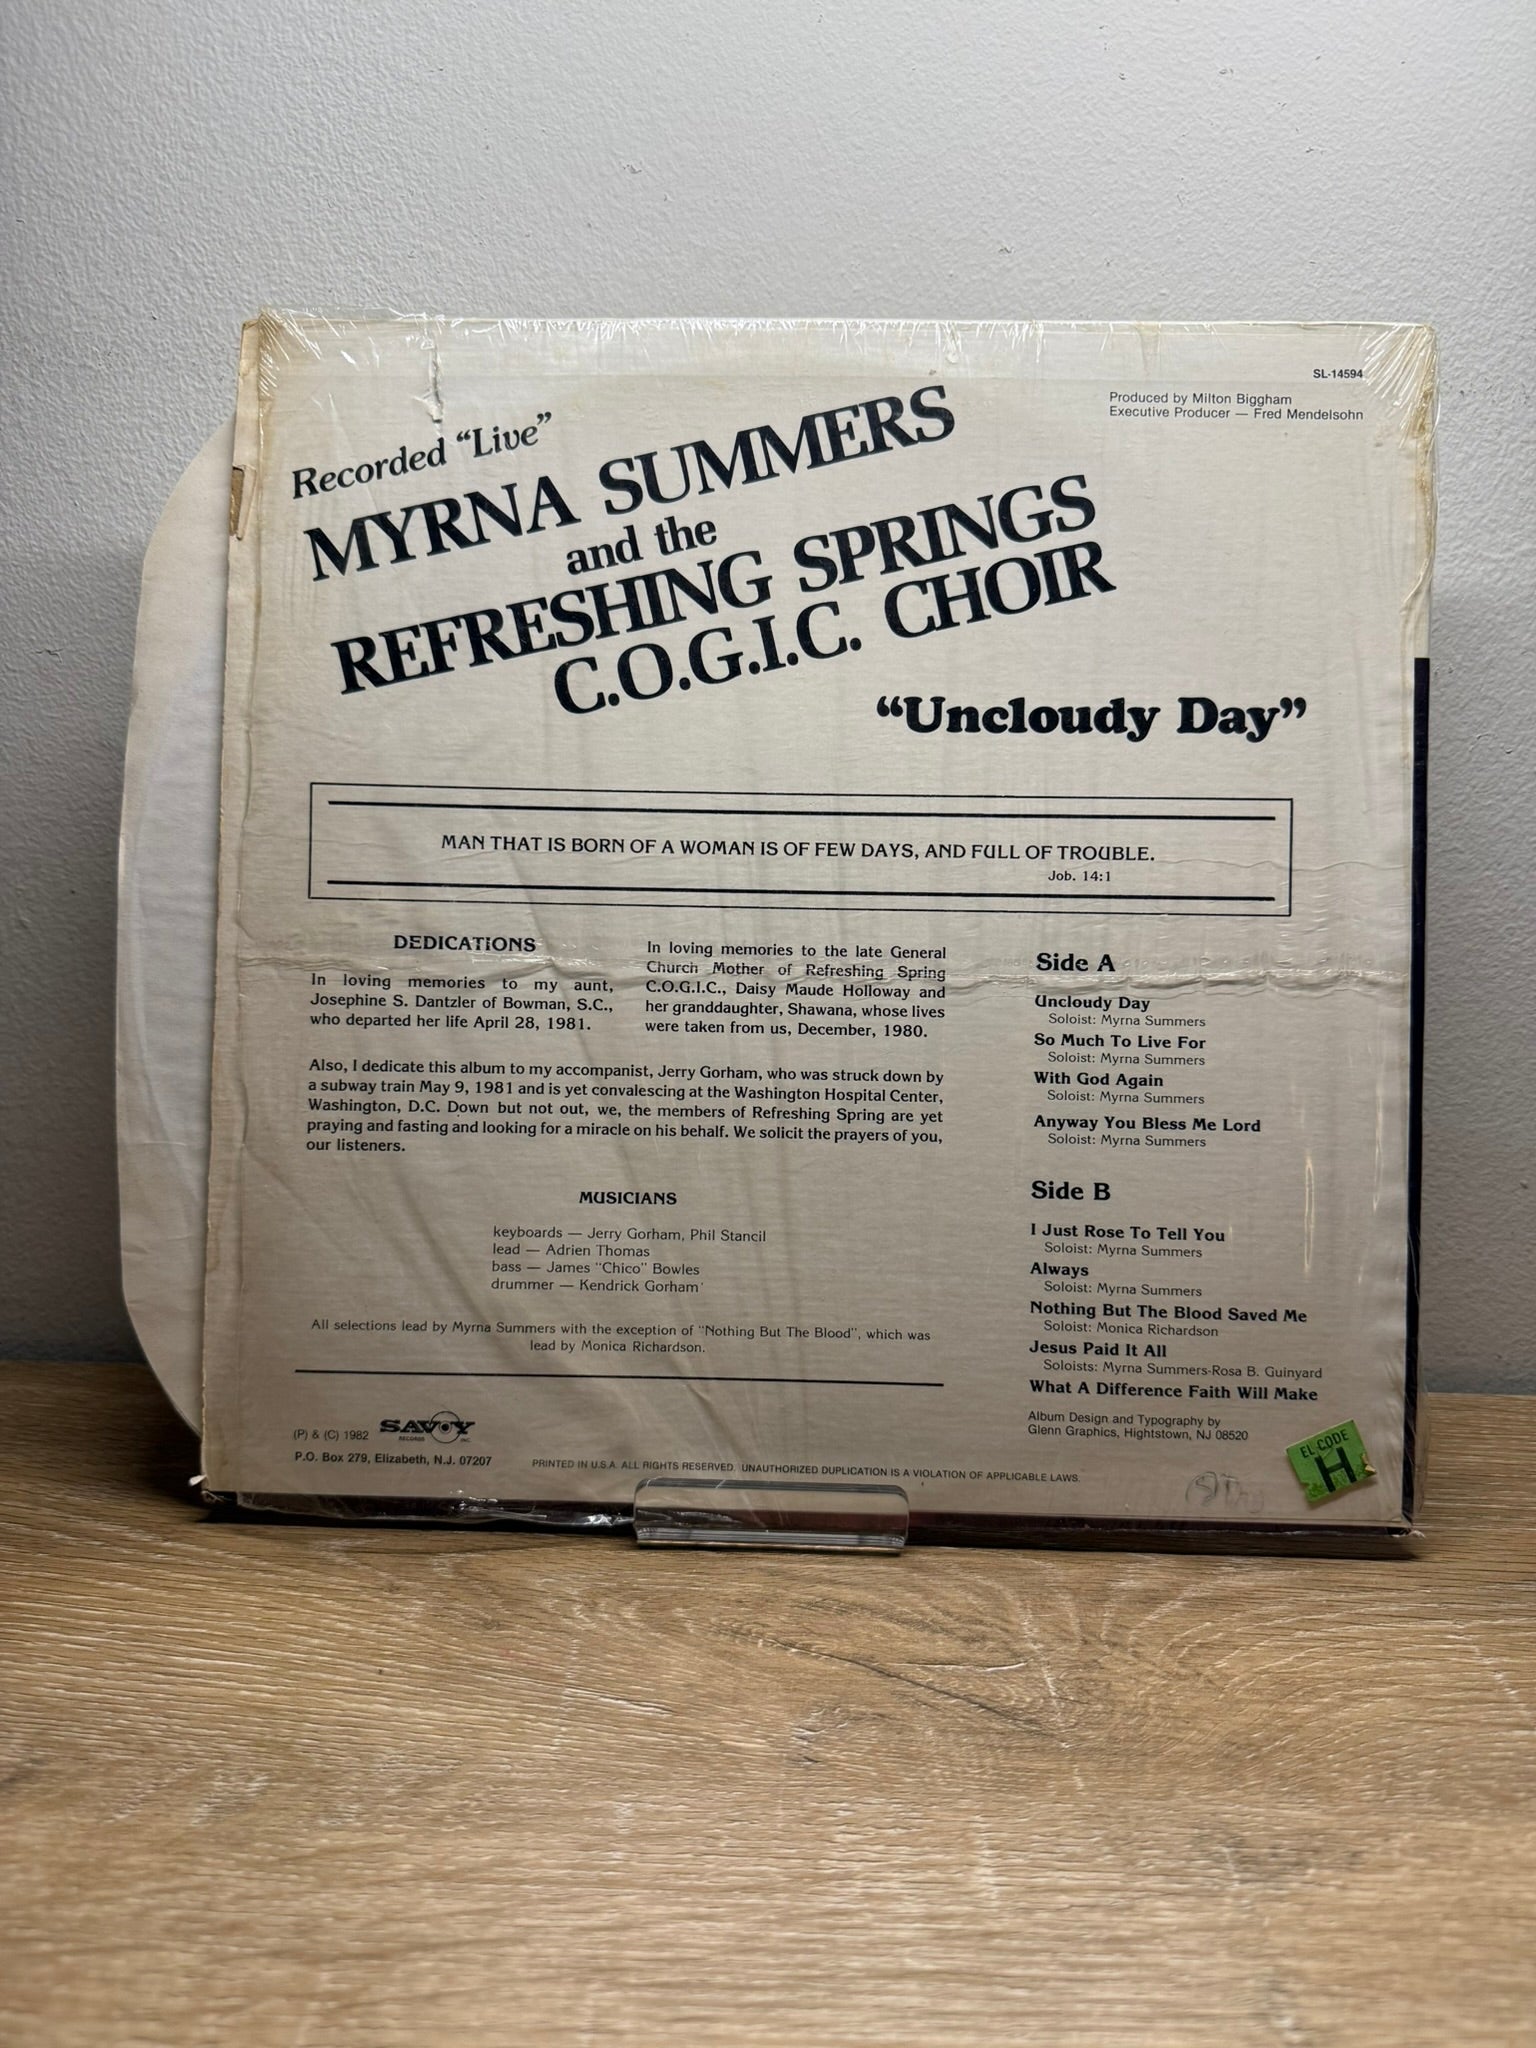 SL-14594
Produced by Milton Biggham
Executive Producer — Fred Mendelsohn
Recorded “Live”
MYRNA SUMMERS
and the
REFRESHING SPRINGS
C.O.G.I.C. CHOIR
“Uncloudy Day”
MAN THAT IS BORN OF A WOMAN IS OF FEW DAYS, AND FULL OF TROUBLE.
Job. 14:1
DEDICATIONS
In loving memories to my aunt,
Josephine S. Dantzler of Bowman, S.C.,
who departed her life April 28, 1981.
In loving memories to the late General
Church Mother of Refreshing Spring
C.O.G.I.C., Daisy Maude Holloway and
her granddaughter, Shawana, whose lives
were taken from us, December, 1980.
Also, I dedicate this album to my accompanist, Jerry Gorham, who was struck down by
a subway train May 9, 1981 and is yet convalescing at the Washington Hospital Center,
Washington, D.C. Down but not out, we, the members of Refreshing Spring are yet
praying and fasting and looking for a miracle on his behalf. We solicit the prayers of you,
our listeners.
MUSICIANS
keyboards — Jerry Gorham, Phil Stancil
lead — Adrien Thomas
bass — James "Chico" Bowles
drummer — Kendrick Gorham
All selections lead by Myrna Summers with the exception of "Nothing But The Blood", which was
lead by Monica Richardson.
Side A
Uncloudy Day
Soloist: Myrna Summers
So Much To Live For
Soloist: Myrna Summers
With God Again
Soloist: Myrna Summers
Anyway You Bless Me Lord
Soloist: Myrna Summers
Side B
I Just Rose To Tell You
Soloist: Myrna Summers
Always
Soloist: Myrna Summers
Nothing But The Blood Saved Me
Soloist: Monica Richardson
Jesus Paid It All
Soloists: Myrna Summers-Rosa B. Guinyard
What A Difference Faith Will Make
Album Design and Typography by
Glenn Graphics, Hightstown, NJ 08520
(P) & (C) 1982 SAVOY
RECORDS INC.
P.O. Box 279, Elizabeth, N.J. 07207
PRINTED IN U.S.A. ALL RIGHTS RESERVED. UNAUTHORIZED DUPLICATION IS A VIOLATION OF APPLICABLE LAWS.
EL CODE
H